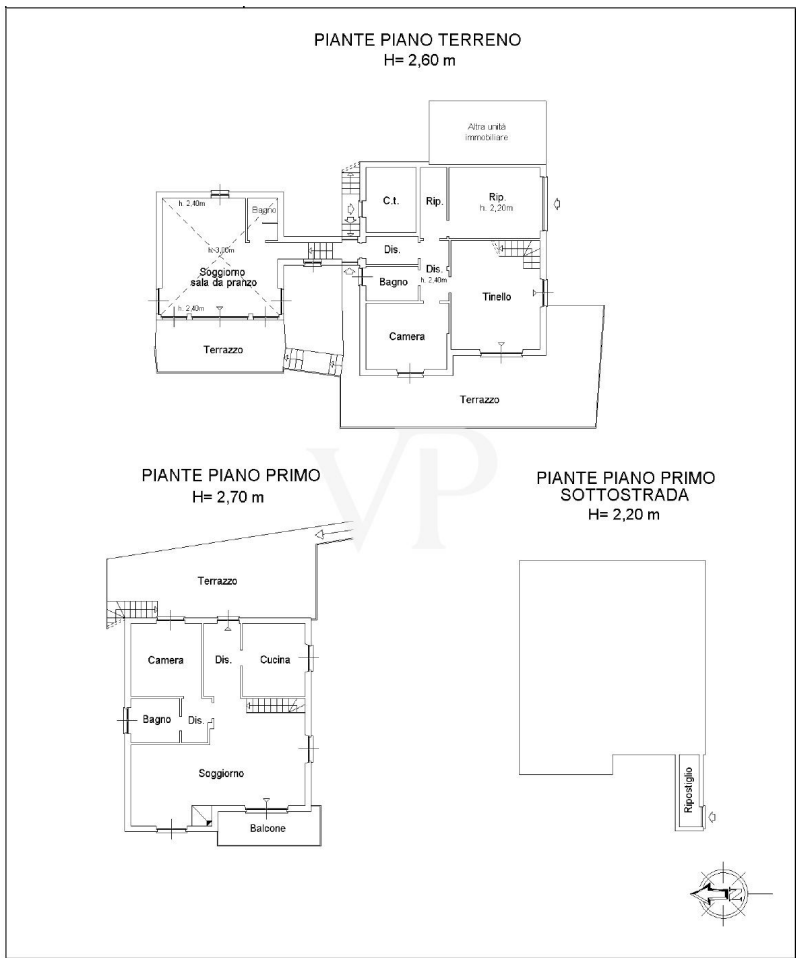 PIANTE PIANO TERRENO
H= 2,60 m
Altra unità
immobiliare
h. 2,40m
Bagno
C.t.
Rip.
Rip.
h. 2,20m
h. 3,00m
Dis.
Soggiorno
sala da pranzo
Dis.
h. 2,40m
Bagno
Tinello
h. 2,40m
Camera
Terrazzo
Terrazzo
VP
PIANTE PIANO PRIMO
H= 2,70 m
PIANTE PIANO PRIMO
SOTTOSTRADA
H= 2,20 m
Terrazzo
Camera
Dis.
Cucina
Bagno
Dis.
Soggiorno
Balcone
Ripostiglio
N